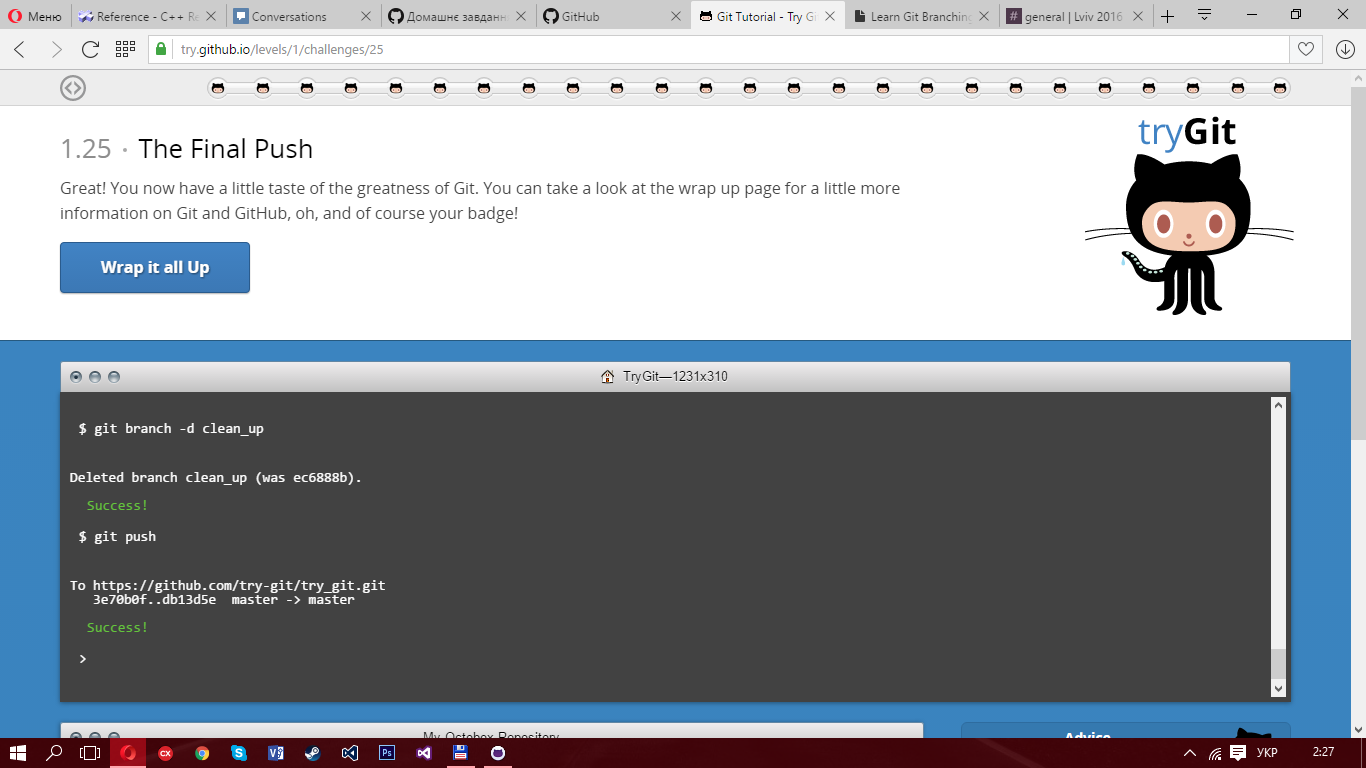 Меню
Reference - C++ Re
Conversations
Домашнє завданн
GitHub
Git Tutorial - Try Gi
Learn Git Branching
general | Lviv 2016
try.github.io/levels/1/challenges/25
1.25 · The Final Push
Great! You now have a little taste of the greatness of Git. You can take a look at the wrap up page for a little more
information on Git and GitHub, oh, and of course your badge!
Wrap it all Up
tryGit
TryGit—1231x310
$ git branch -d clean_up
Deleted branch clean_up (was ec6888b).
Success!
$ git push
To https://github.com/try-git/try_git.git
3e70b0f..db13d5e master -> master
Success!
>
My Octobox Repository
Advice
УКР
2:27